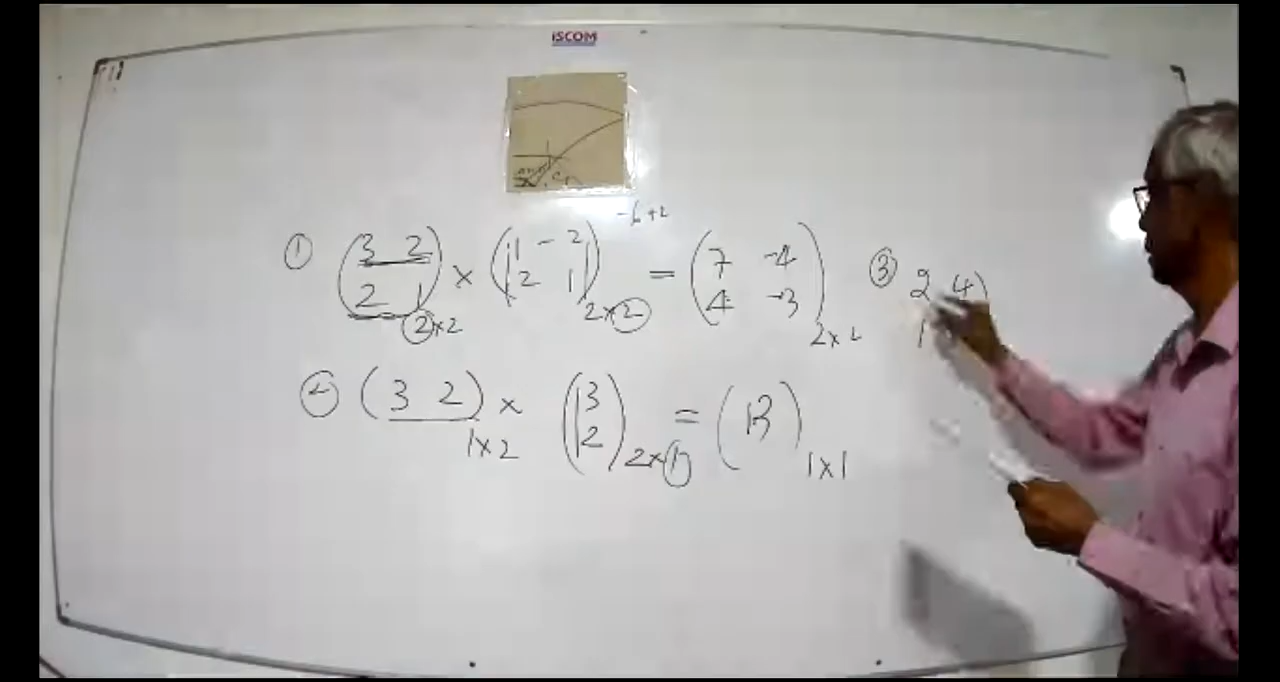 ISCOM
-6+2
① (3 2) × (1 -2) = (7 -4)
(2 1) 2×2 (2 1) 2×2 (4 -3) 2×2
② (3 2) 1×2 × (3) = (13) 1×1
(2) 2×1
③ 2 4)
1